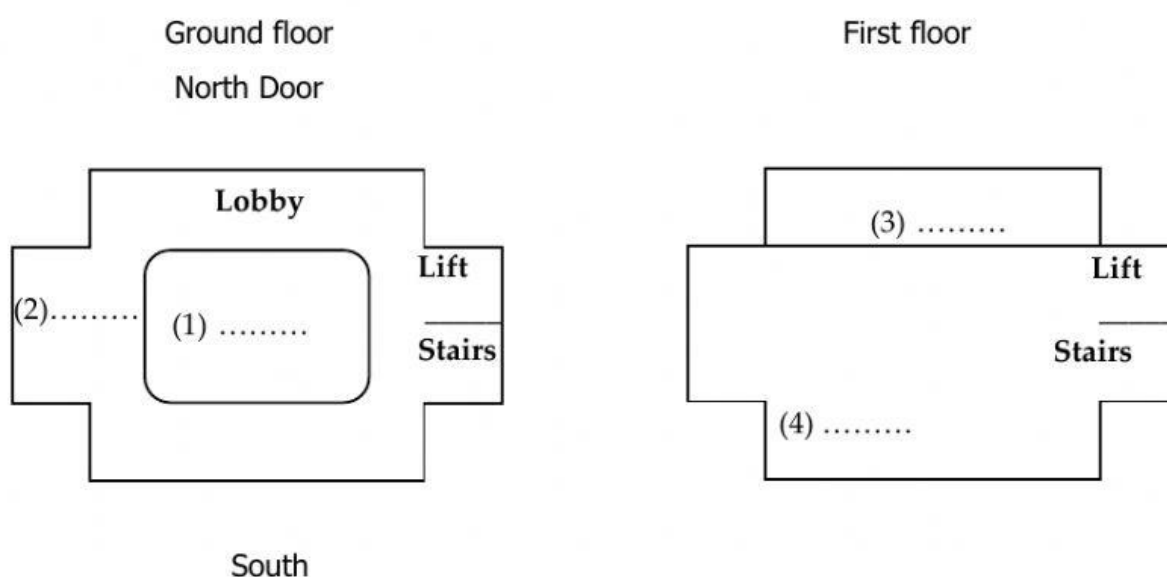 Ground floor
North Door
Lobby
Lift
(2).........
(1) .........
Stairs
South
First floor
(3) .........
Lift
Stairs
(4) .........